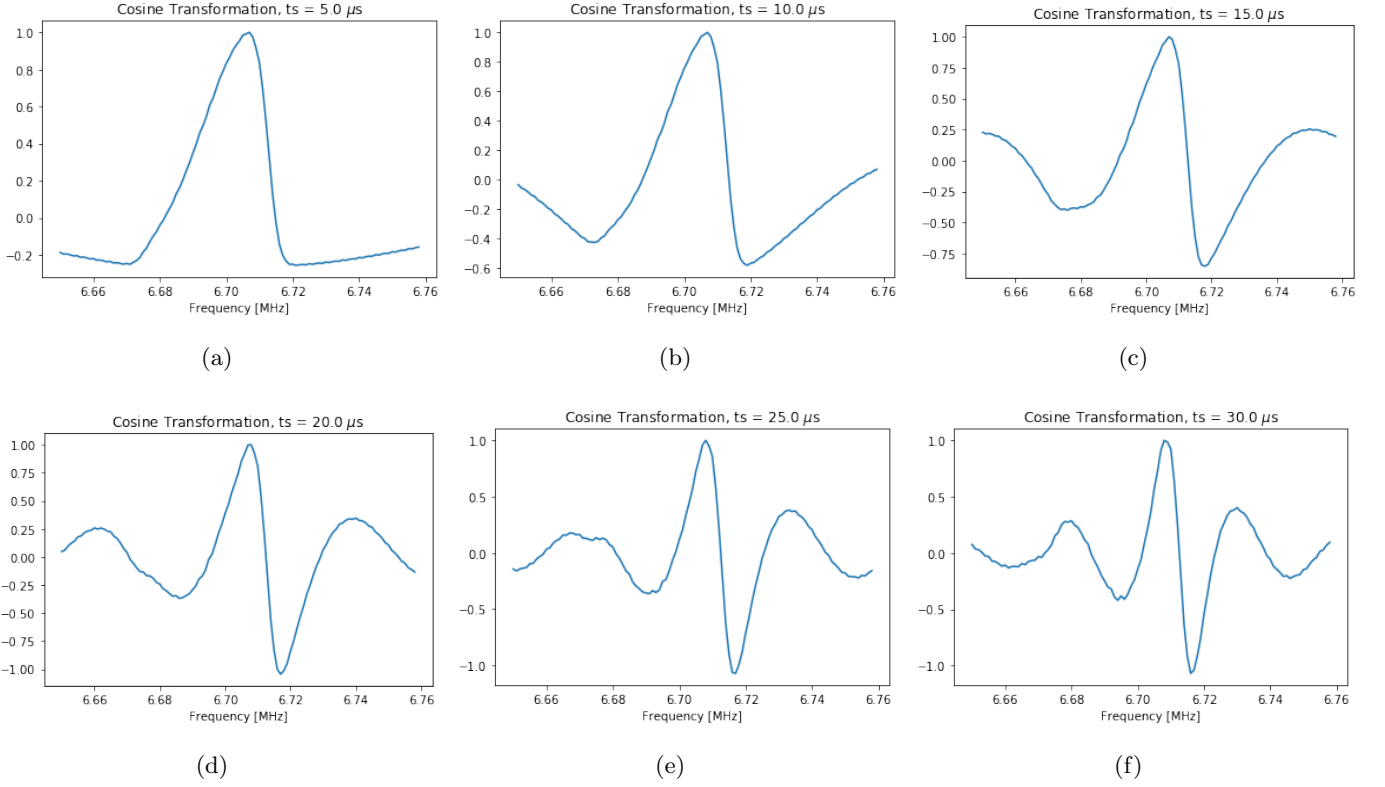 Cosine Transformation, ts = 5.0 μs
1.0
0.8
0.6
0.4
0.2
0.0
−0.2
6.66 6.68 6.70 6.72 6.74 6.76
Frequency [MHz]
(a)
Cosine Transformation, ts = 10.0 μs
1.0
0.8
0.6
0.4
0.2
0.0
−0.2
−0.4
−0.6
6.66 6.68 6.70 6.72 6.74 6.76
Frequency [MHz]
(b)
Cosine Transformation, ts = 15.0 μs
1.00
0.75
0.50
0.25
0.00
−0.25
−0.50
−0.75
6.66 6.68 6.70 6.72 6.74 6.76
Frequency [MHz]
(c)
Cosine Transformation, ts = 20.0 μs
1.00
0.75
0.50
0.25
0.00
−0.25
−0.50
−0.75
−1.00
6.66 6.68 6.70 6.72 6.74 6.76
Frequency [MHz]
(d)
Cosine Transformation, ts = 25.0 μs
1.0
0.5
0.0
−0.5
−1.0
6.66 6.68 6.70 6.72 6.74 6.76
Frequency [MHz]
(e)
Cosine Transformation, ts = 30.0 μs
1.0
0.5
0.0
−0.5
−1.0
6.66 6.68 6.70 6.72 6.74 6.76
Frequency [MHz]
(f)